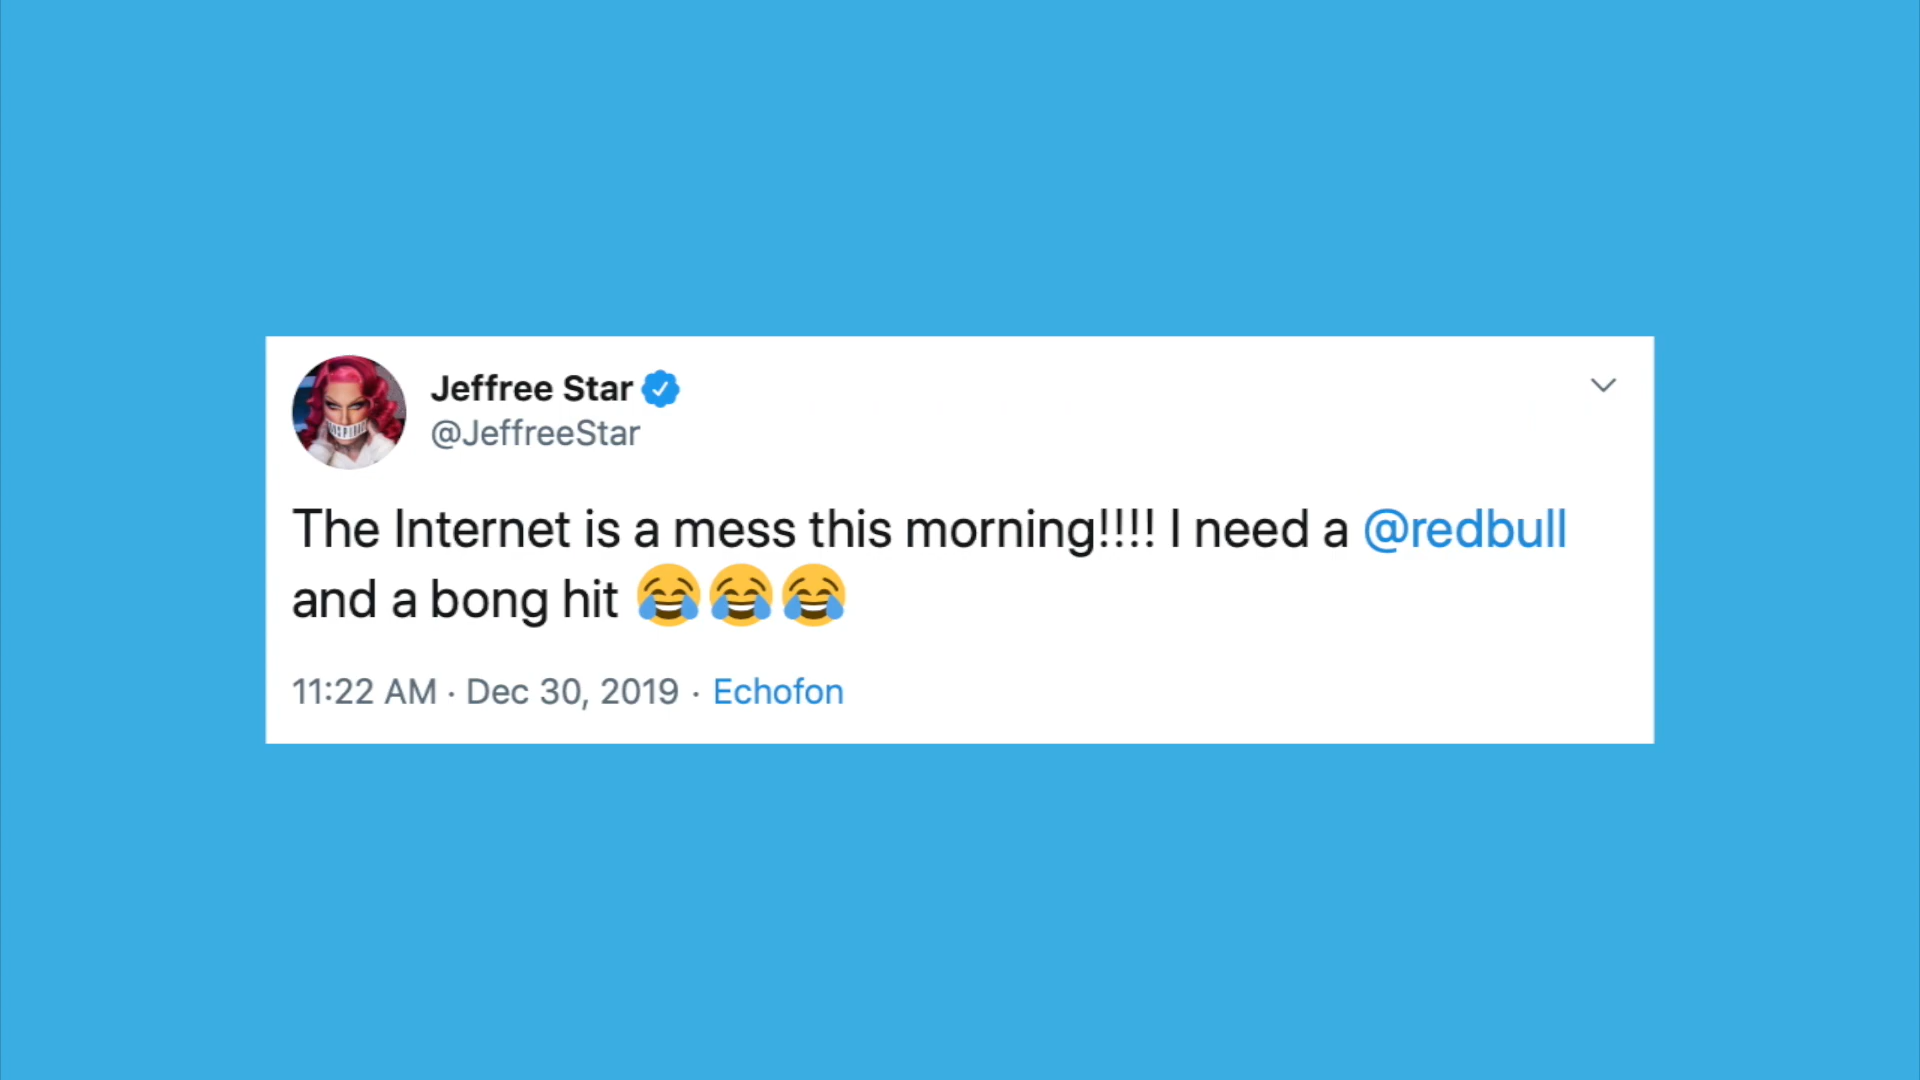 Jeffree Star
@JeffreeStar
The Internet is a mess this morning!!!! I need a @redbull
and a bong hit 😂😂😂
11:22 AM · Dec 30, 2019 · Echofon